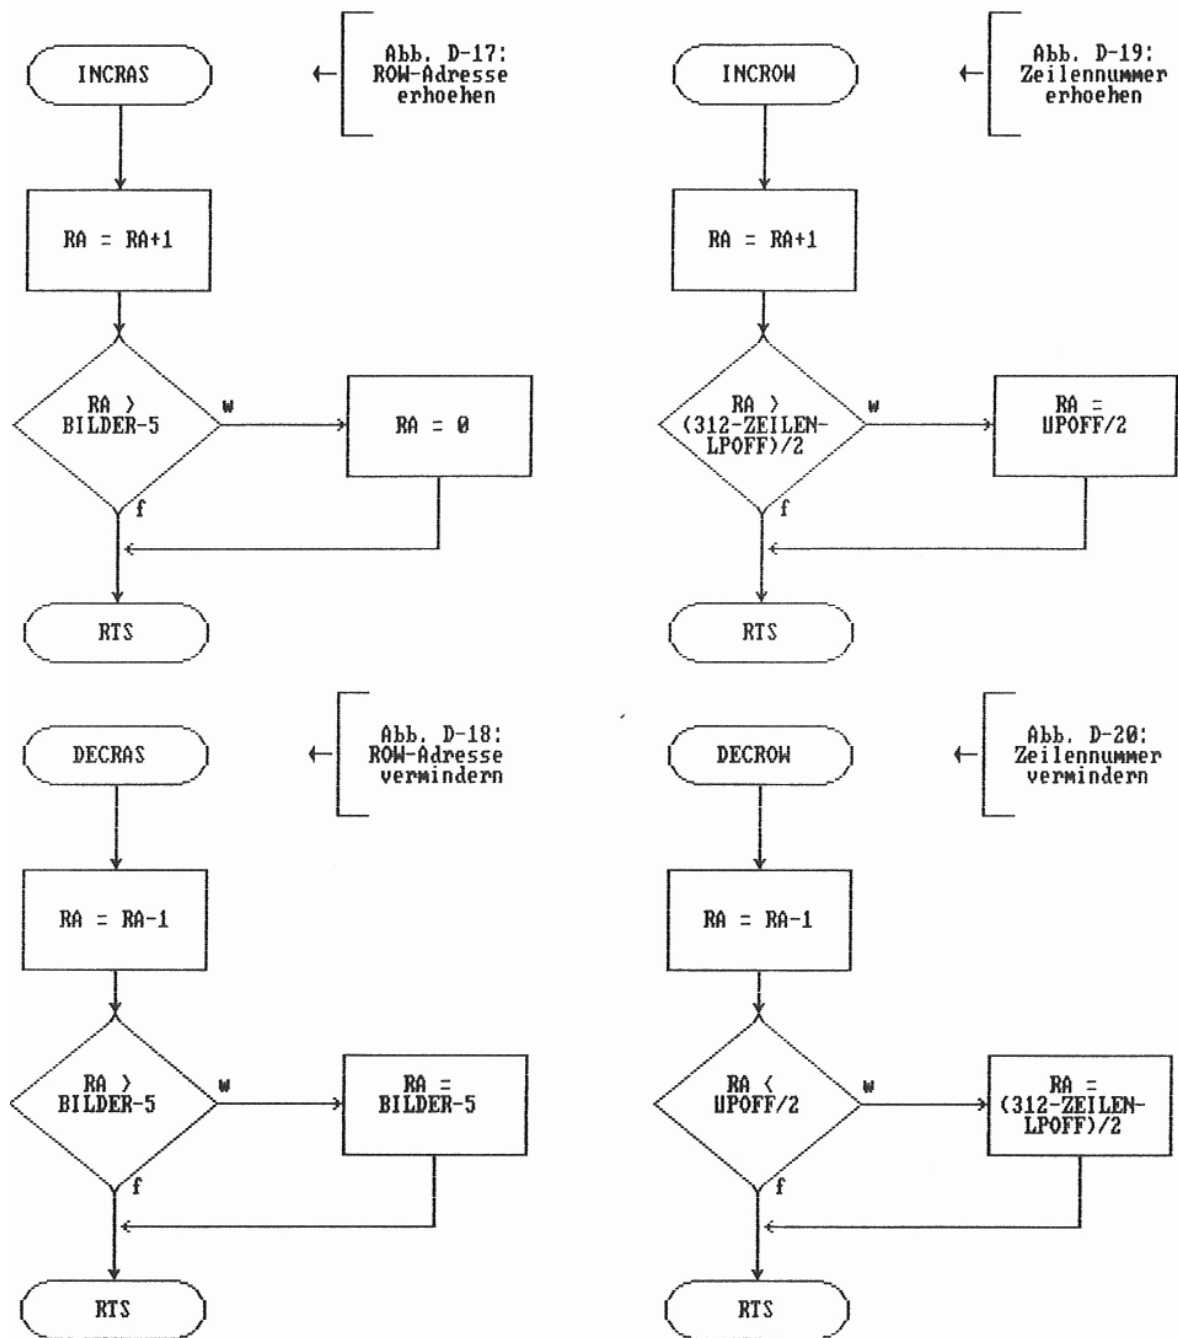 INCRAS
Abb. D-17:
ROW-Adresse
erhoehen
RA = RA+1
RA >
BILDER-5
w
RA = 0
f
RTS
INCROW
Abb. D-19:
Zeilennummer
erhoehen
RA = RA+1
RA >
(312-ZEILEN-
LPOFF)/2
w
RA =
UPOFF/2
f
RTS
DECRAS
Abb. D-18:
ROW-Adresse
vermindern
RA = RA-1
RA >
BILDER-5
w
RA =
BILDER-5
f
RTS
DECROW
Abb. D-20:
Zeilennummer
vermindern
RA = RA-1
RA <
UPOFF/2
w
RA =
(312-ZEILEN-
LPOFF)/2
f
RTS